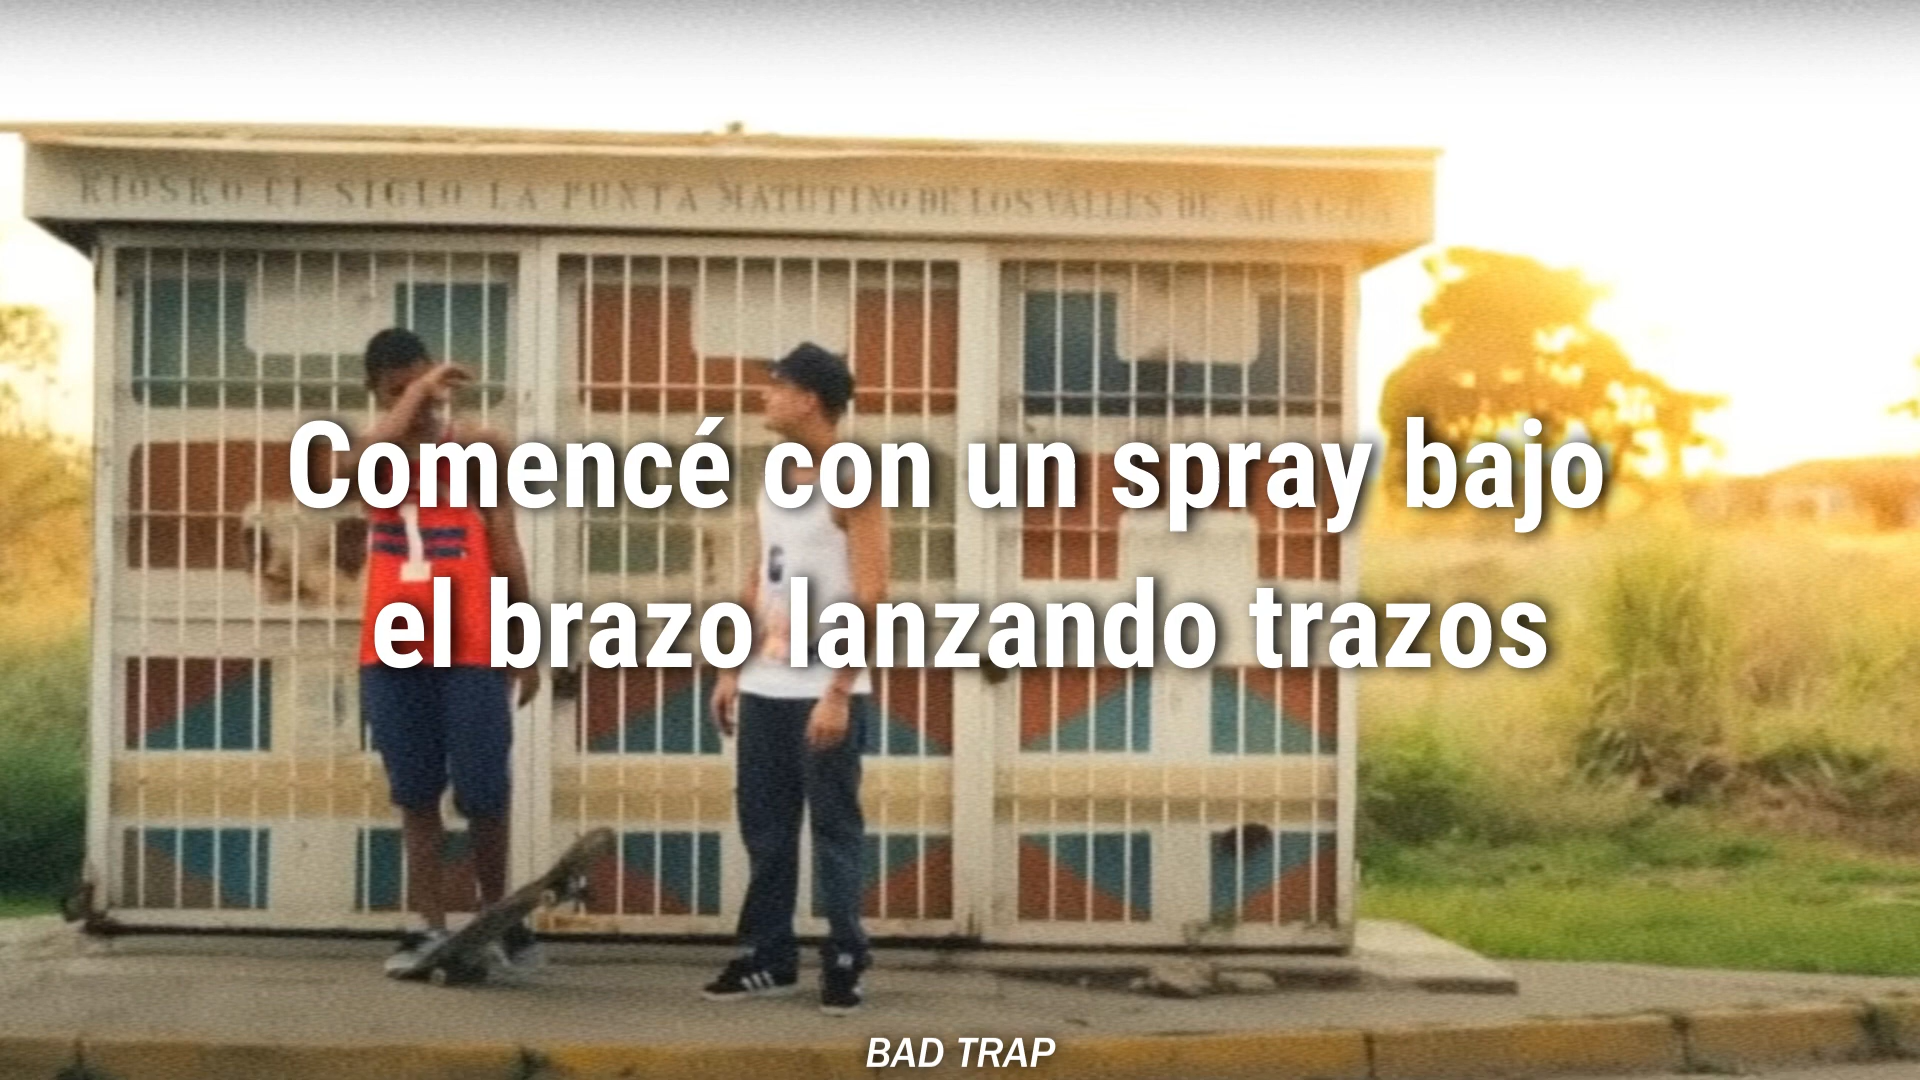 KIOSKO EL SIGLO LA PUNTA MATUTINO DE LOS VALLES DE ARAGUA
Comencé con un spray bajo
el brazo lanzando trazos
1
BAD TRAP